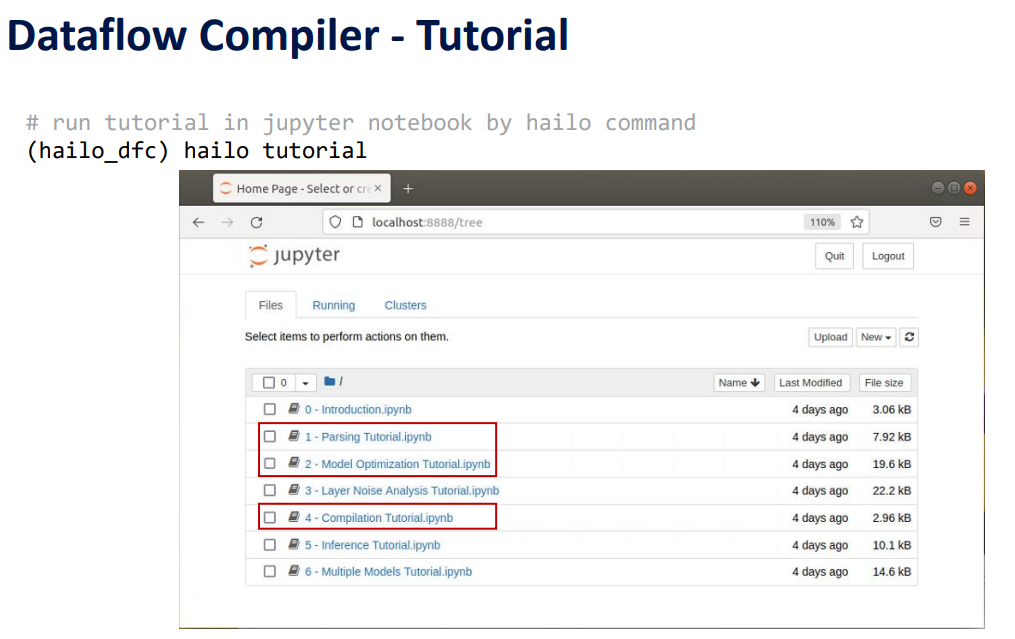 Dataflow Compiler - Tutorial
# run tutorial in jupyter notebook by hailo command
(hailo_dfc) hailo tutorial
Home Page - Select or cre
localhost:8888/tree 110%
jupyter Quit Logout
Files Running Clusters
Select items to perform actions on them. Upload New
0 / Name Last Modified File size
0 - Introduction.ipynb 4 days ago 3.06 kB
1 - Parsing Tutorial.ipynb 4 days ago 7.92 kB
2 - Model Optimization Tutorial.ipynb 4 days ago 19.6 kB
3 - Layer Noise Analysis Tutorial.ipynb 4 days ago 22.2 kB
4 - Compilation Tutorial.ipynb 4 days ago 2.96 kB
5 - Inference Tutorial.ipynb 4 days ago 10.1 kB
6 - Multiple Models Tutorial.ipynb 4 days ago 14.6 kB